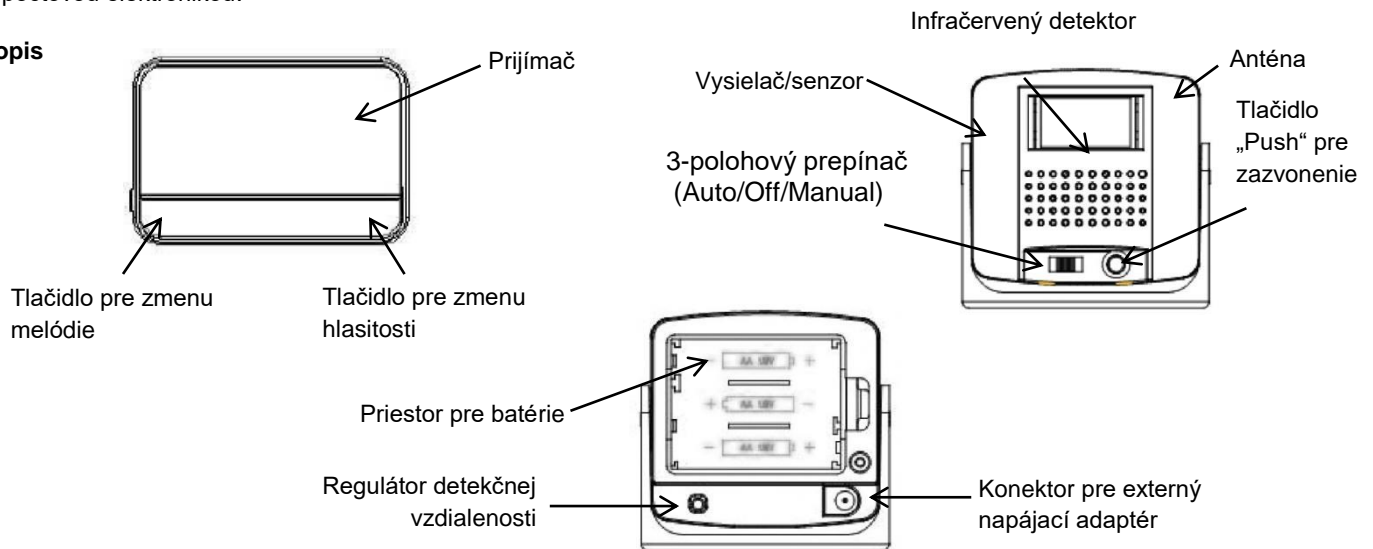 Infračervený detektor
opis
Prijímač
Anténa
Vysielač/senzor
Tlačidlo
„Push“ pre
zazvonenie
3-polohový prepínač
(Auto/Off/Manual)
Tlačidlo pre zmenu
melódie
Tlačidlo pre zmenu
hlasitosti
- +
Priestor pre batérie
+ -
- +
Regulátor detekčnej
vzdialenosti
Konektor pre externý
napájací adaptér